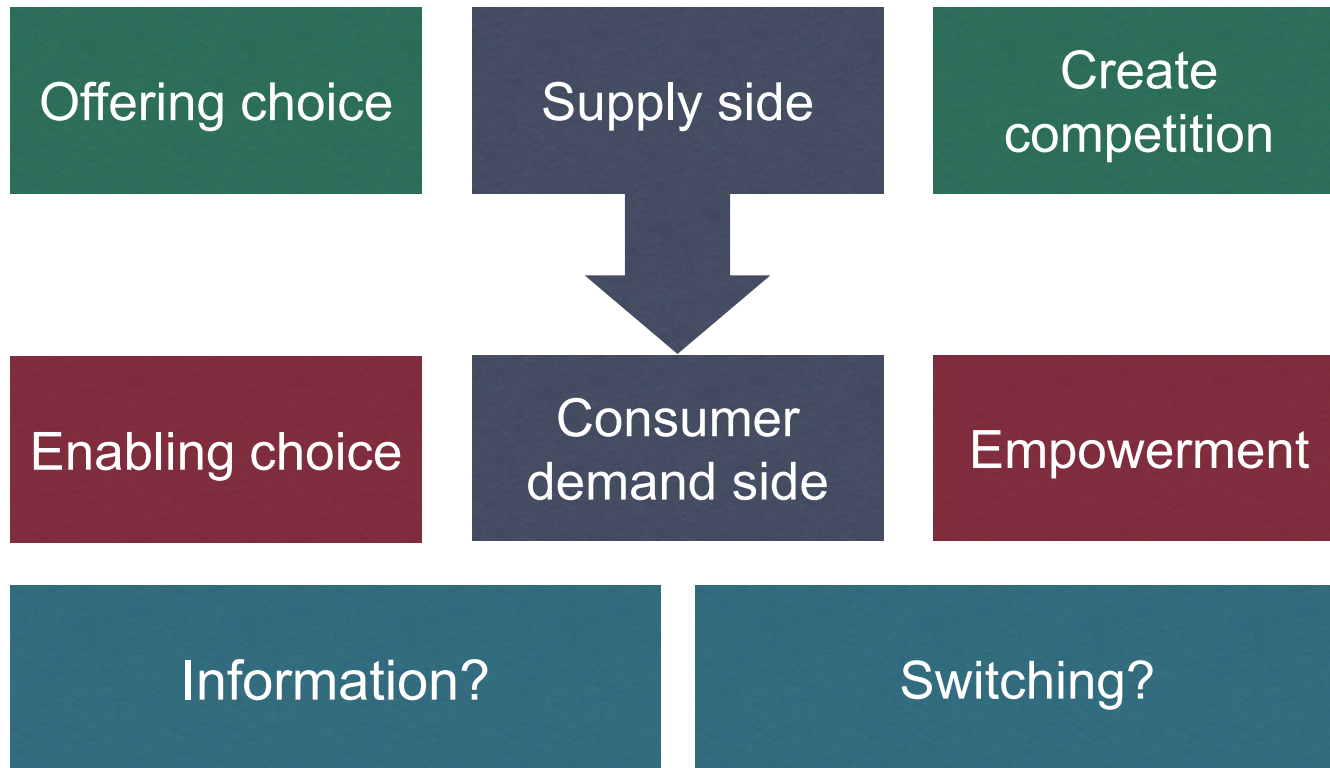 Offering choice
Supply side
Create
competition
Enabling choice
Consumer
demand side
Empowerment
Information?
Switching?